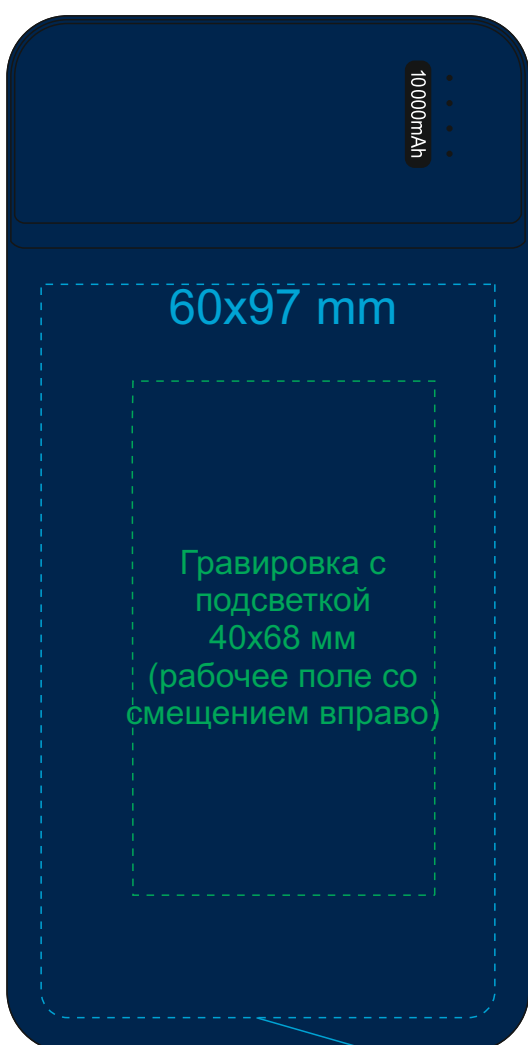 10000mAh
60x97 mm
Гравировка с
подсветкой
40x68 мм
(рабочее поле со
смещением вправо)